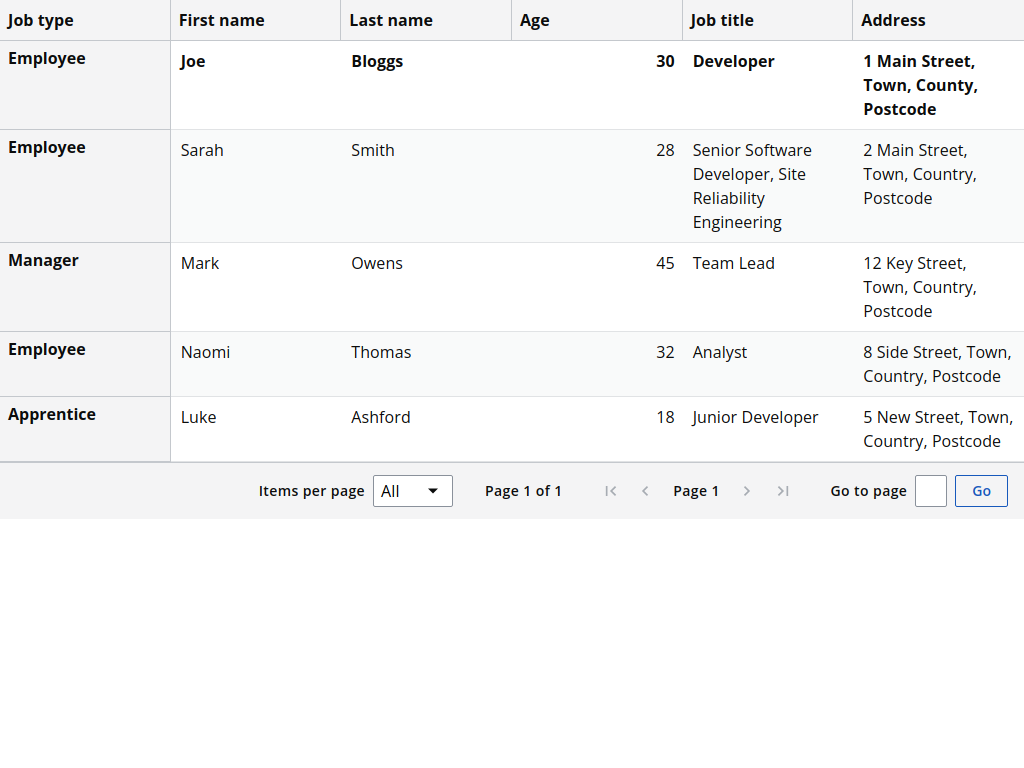 Job type First name Last name Age Job title Address
Employee Joe Bloggs 30 Developer 1 Main Street,
Town, County,
Postcode
Employee Sarah Smith 28 Senior Software 2 Main Street,
Developer, Site Town, Country,
Reliability Postcode
Engineering
Manager Mark Owens 45 Team Lead 12 Key Street,
Town, Country,
Postcode
Employee Naomi Thomas 32 Analyst 8 Side Street, Town,
Country, Postcode
Apprentice Luke Ashford 18 Junior Developer 5 New Street, Town,
Country, Postcode
Items per page All Page 1 of 1 Page 1 Go to page Go